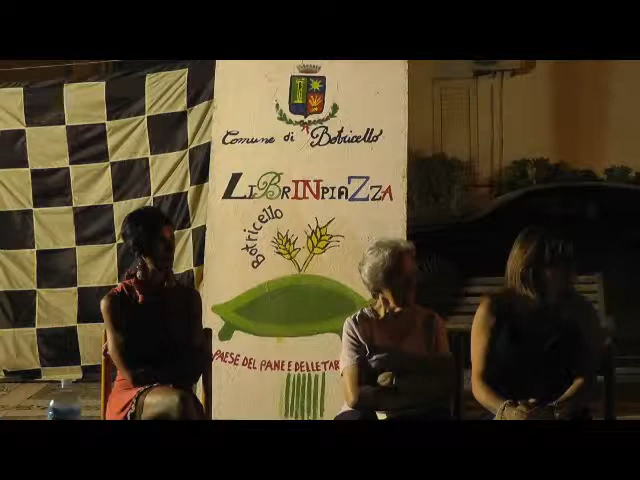 Comune di Botricello
LiBrINpiAZzA
Botricello
PAESE DEL PANE E DELLE TAR